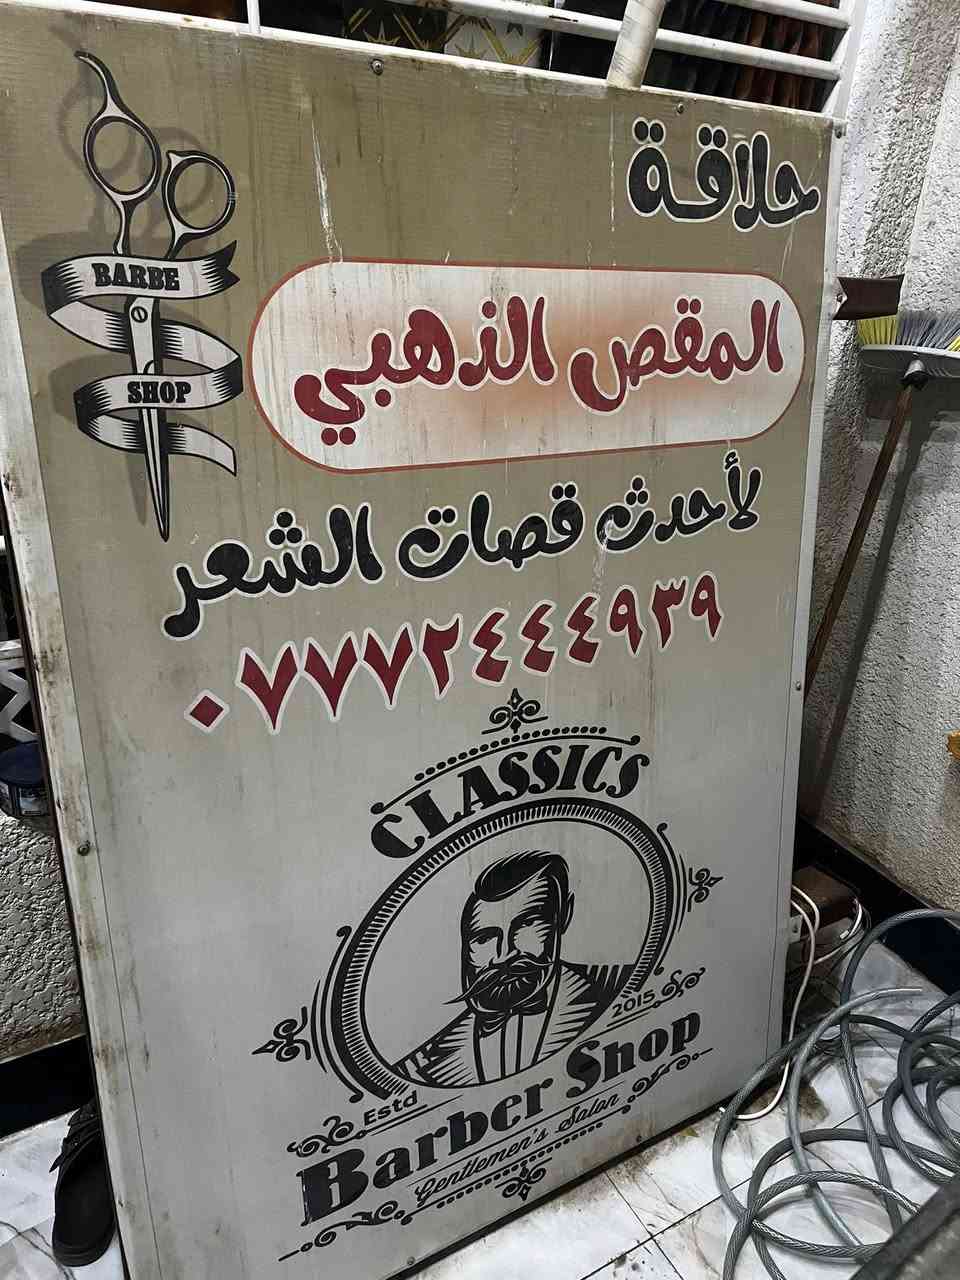 حلاقة
BARBE
SHOP
المقص الذهبي
لأحدث قصات الشعر
٠٧٧٧٢٤٤٤٩٣٩
CLASSICS
Estd
2015
Barber Shop
Gentlemen's Salon